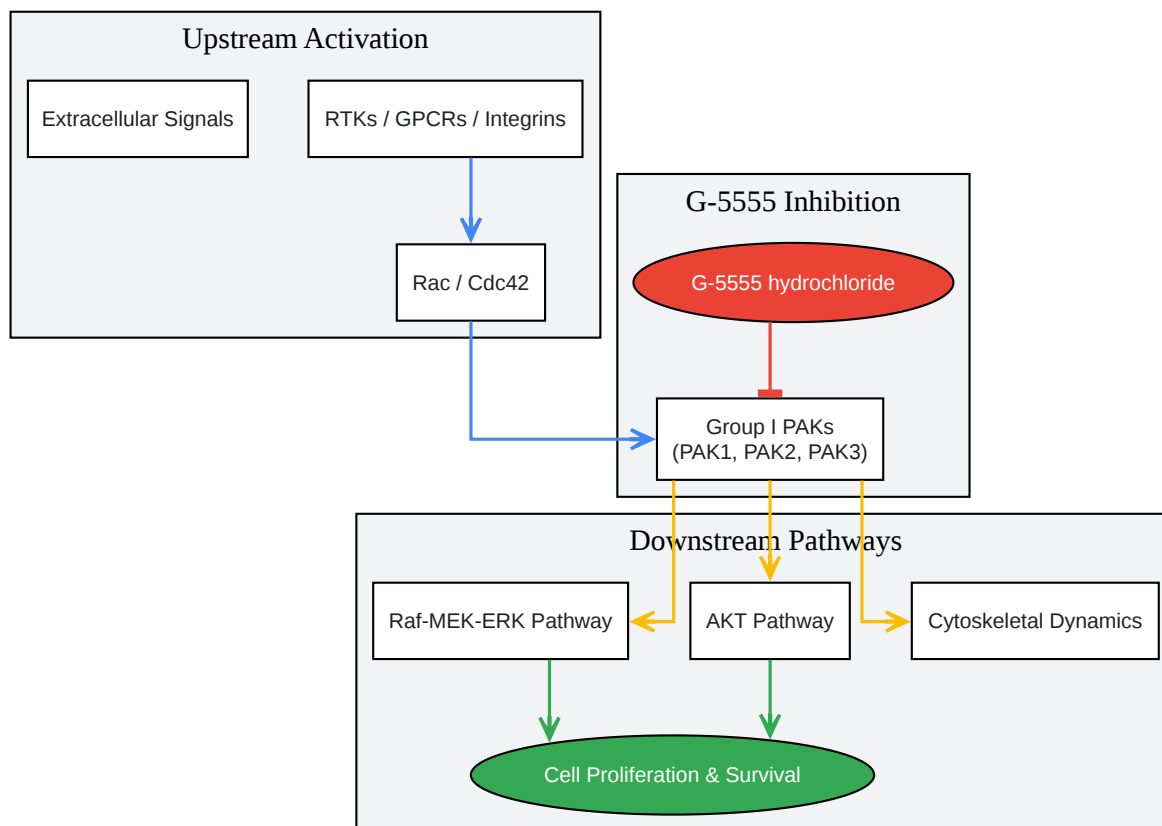 Upstream Activation
Extracellular Signals
RTKs / GPCRs / Integrins
Rac / Cdc42
G-5555 Inhibition
G-5555 hydrochloride
Group I PAKs
(PAK1, PAK2, PAK3)
Downstream Pathways
Raf-MEK-ERK Pathway
AKT Pathway
Cytoskeletal Dynamics
Cell Proliferation & Survival